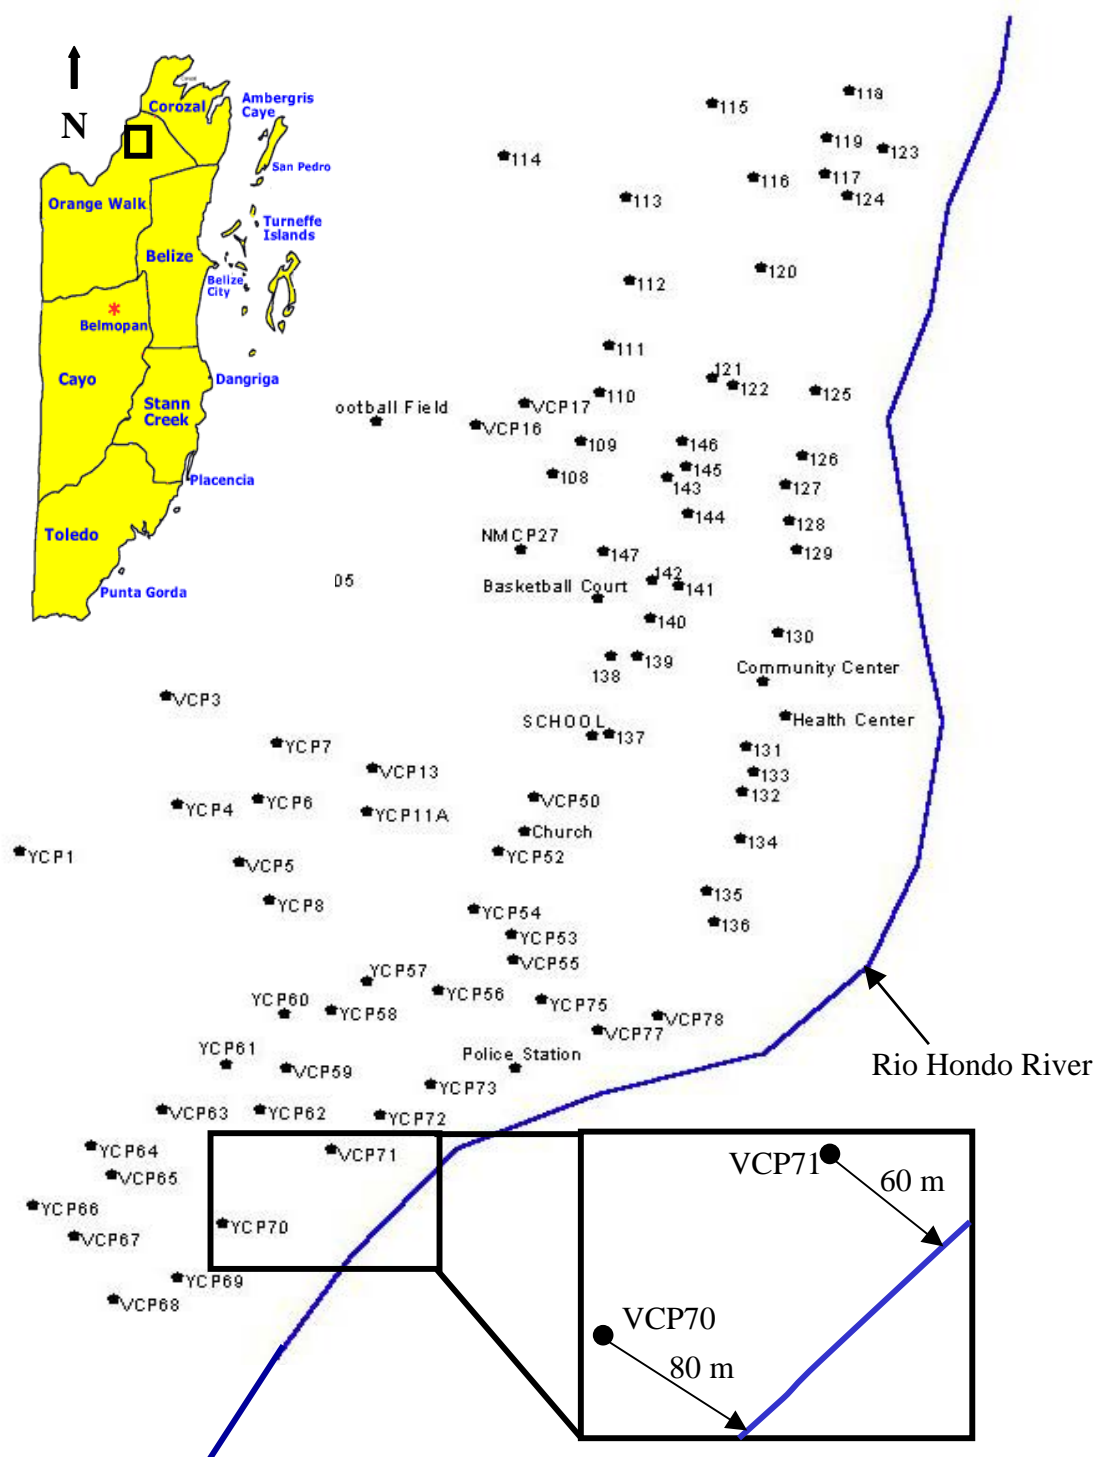 N
Corozal
Ambergris
Caye
San Pedro
Orange Walk
Turneffe
Islands
Belize
Belize
City
Belmopan
Cayo
Dangriga
Stann
Creek
Placencia
Toledo
Punta Gorda
115
118
119
123
114
116
117
124
113
120
112
111
121
122
125
110
ootball Field
VCP17
VCP16
109
146
126
108
145
143
127
144
128
NMCP27
147
129
05
Basketball Court
142
141
140
130
138
139
Community Center
VCP3
SCHOOL
137
Health Center
YCP7
131
VCP13
133
YCP4
YCP6
YCP11A
VCP50
132
Church
134
YCP1
VCP5
YCP52
YCP8
135
YCP54
136
YCP53
VCP55
YCP57
YCP56
YCP60
YCP58
YCP75
VCP78
VCP77
Rio Hondo River
YCP61
VCP59
Police Station
YCP73
VCP63
YCP62
YCP72
YCP64
VCP71
VCP65
YCP66
YCP70
VCP67
YCP69
VCP68
VCP71
60 m
VCP70
80 m